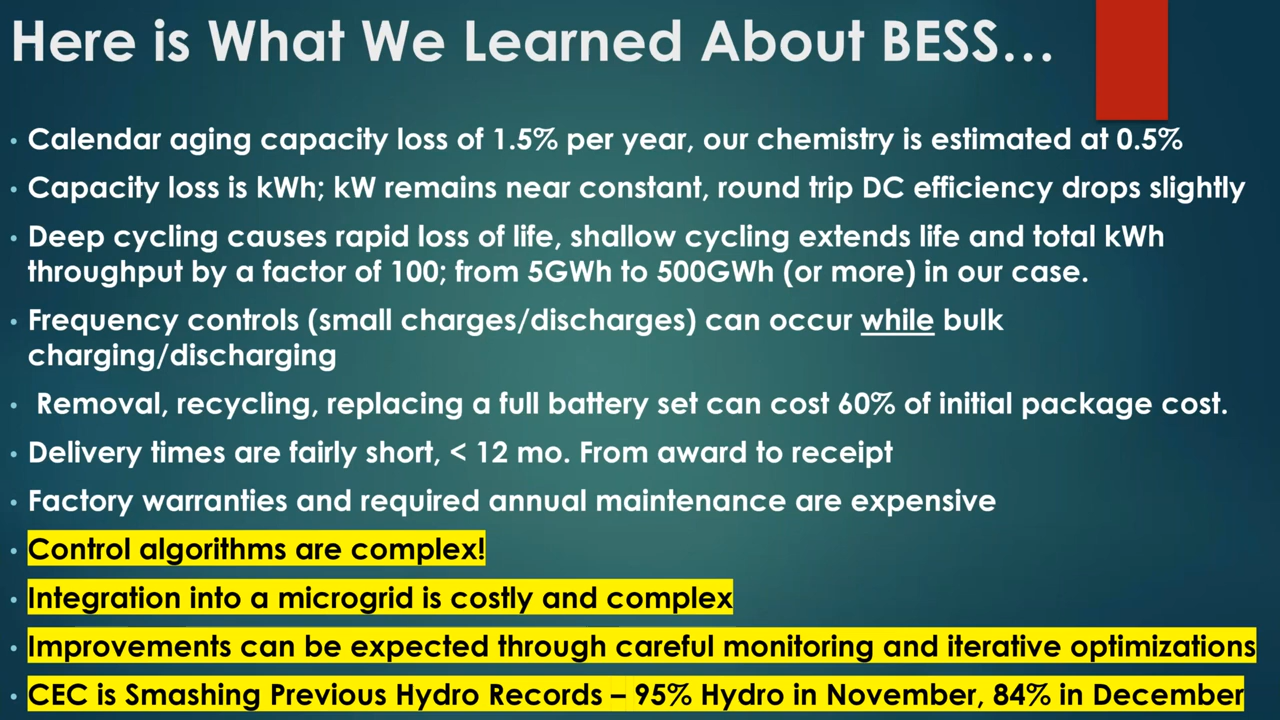 Here is What We Learned About BESS…
• Calendar aging capacity loss of 1.5% per year, our chemistry is estimated at 0.5%
• Capacity loss is kWh; kW remains near constant, round trip DC efficiency drops slightly
• Deep cycling causes rapid loss of life, shallow cycling extends life and total kWh
throughput by a factor of 100; from 5GWh to 500GWh (or more) in our case.
• Frequency controls (small charges/discharges) can occur while bulk
charging/discharging
• Removal, recycling, replacing a full battery set can cost 60% of initial package cost.
• Delivery times are fairly short, < 12 mo. From award to receipt
• Factory warranties and required annual maintenance are expensive
• Control algorithms are complex!
• Integration into a microgrid is costly and complex
• Improvements can be expected through careful monitoring and iterative optimizations
• CEC is Smashing Previous Hydro Records – 95% Hydro in November, 84% in December